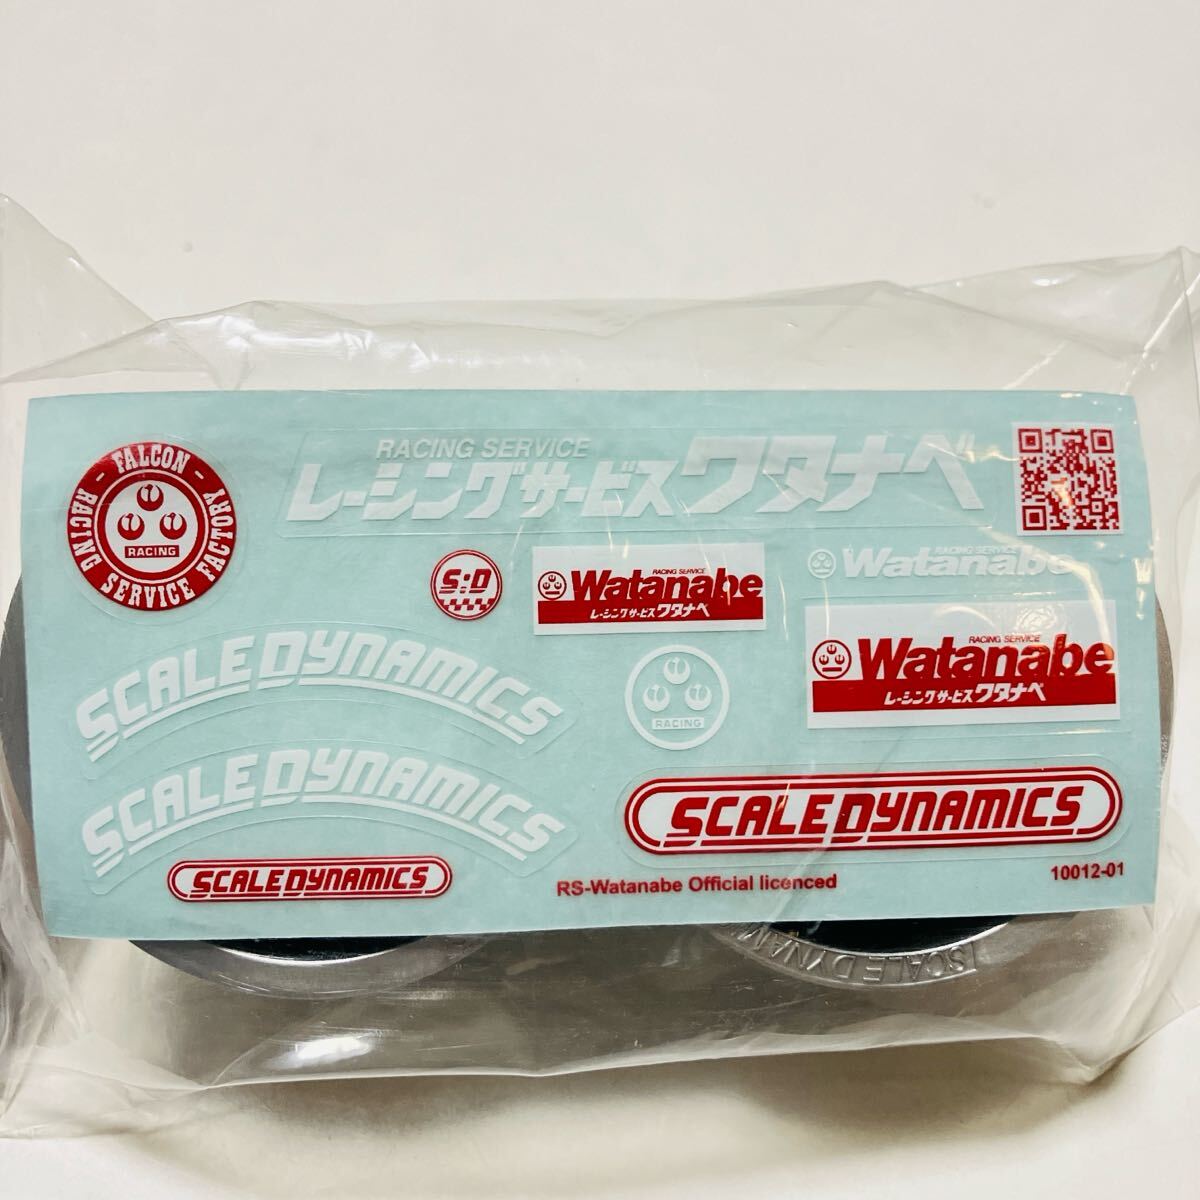 FALCON
- RACING SERVICE FACTORY -
RACING
RACING SERVICE
レーシングサービスワタナベ
S:D
RACING SERVICE
Watanabe
レーシングサービスワタナベ
RACING SERVICE
Watanabe
RACING SERVICE
Watanabe
レーシングサービスワタナベ
RACING
SCALE DYNAMICS
SCALE DYNAMICS
SCALE DYNAMICS
SCALE DYNAMICS
RS-Watanabe Official licenced
10012-01
SCALE DYNAM